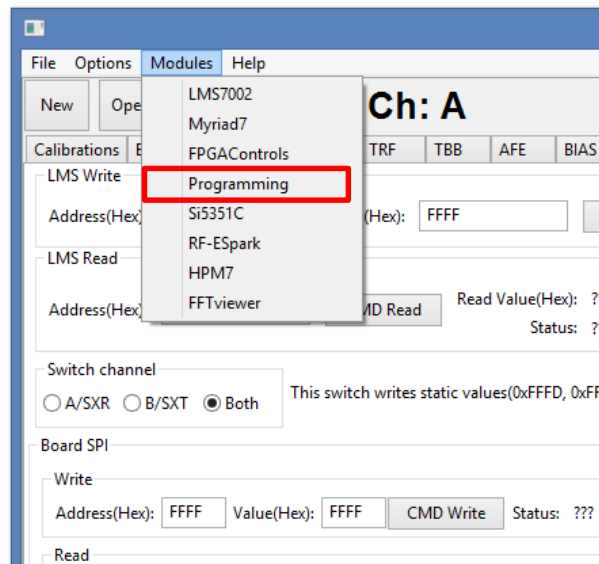 File Options Modules Help
New Ope Ch: A
LMS7002
Myriad7
FPGAControls
Programming
Si5351C
RF-ESpark
HPM7
FFTviewer
Calibrations TRF TBB AFE BIAS
LMS Write
Address(Hex) (Hex): FFFF
LMS Read
Address(Hex) MD Read Read Value(Hex): ?
Status: ?
Switch channel
A/SXR B/SXT Both This switch writes static values(0xFFFD, 0xFF
Board SPI
Write
Address(Hex): FFFF Value(Hex): FFFF CMD Write Status: ???
Read